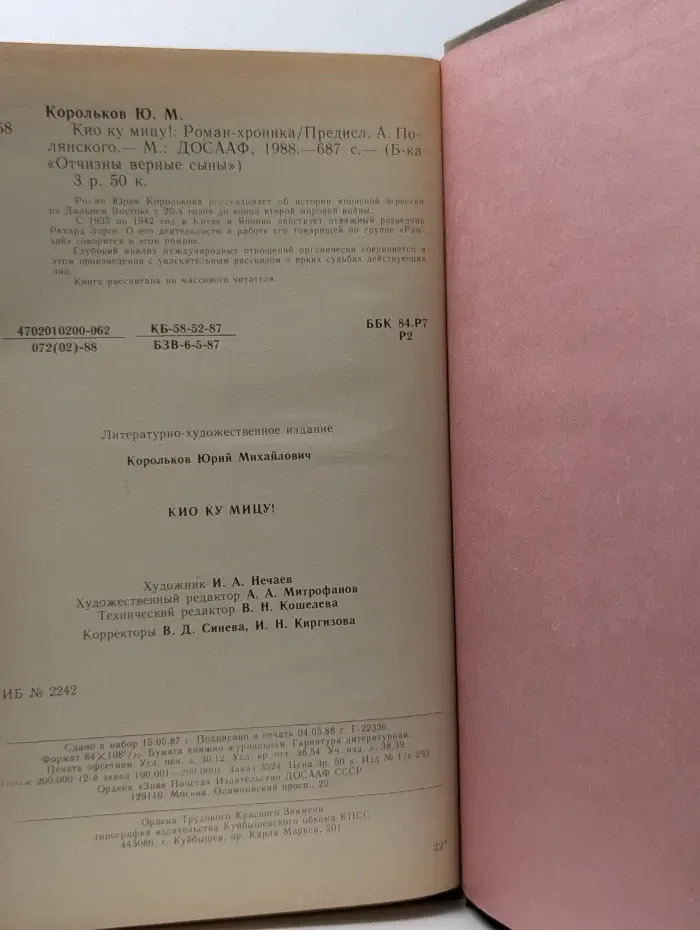 Корольков Ю. М.
68
Кио ку мицу!: Роман-хроника/Предисл. А. По-
лянского.— М.: ДОСААФ, 1988.—687 с.— (Б-ка
«Отчизны верные сыны»)
3 р. 50 к.
Роман Юрия Королькова рассказывает об истории японской агрессии
на Дальнем Востоке с 20-х годов до конца второй мировой войны.
С 1935 по 1942 год в Китае и Японии действует отважный разведчик
Рихард Зорге. О его деятельности и работе его товарищей по группе «Рам-
зай» говорится в этом романе.
Глубокий анализ международных отношений органически соединяется в
этом произведении с увлекательным рассказом о ярких судьбах действующих
лиц.
Книга рассчитана на массового читателя.
4702010200-062 КБ-58-52-87 ББК 84.Р7
072(02)-88 БЗВ-6-5-87 Р2
Литературно-художественное издание
Корольков Юрий Михайлович
КИО КУ МИЦУ!
Художник И. А. Нечаев
Художественный редактор А. А. Митрофанов
Технический редактор В. Н. Кошелева
Корректоры В. Д. Синева, И. Н. Киргизова
ИБ № 2242
Сдано в набор 15.05.87 г. Подписано в печать 04.05.88 г. Г-22336.
Формат 84×108¹/₃₂. Бумага книжно-журнальная. Гарнитура литературная.
Печать офсетная. Усл. печ. л. 36,12. Усл. кр.-отт. 36,54. Уч.-изд. л. 38,39.
200.000 (2-й завод 100.001—200.000). Заказ 3524. Цена 3р. 50 к. Изд № 1/г-293.
Ордена «Знак Почета» Издательство ДОСААФ СССР
129110, Москва, Олимпийский просп., 22.
Ордена Трудового Красного Знамени
типография издательства Куйбышевского обкома КПСС
443086, г. Куйбышев, пр. Карла Маркса, 201
22*